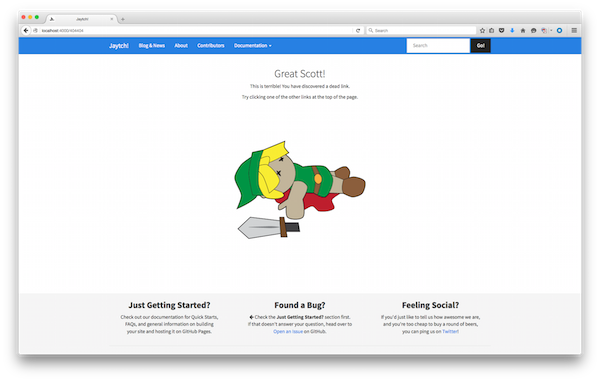 Jaytch!
localhost:4000/404404
Search
Jaytch! Blog & News About Contributors Documentation Search Go!
Great Scott!
This is terrible! You have discovered a dead link.
Try clicking one of the other links at the top of the page.
Just Getting Started?
Check out our documentation for Quick Starts,
FAQs, and general information on building
your site and hosting it on GitHub Pages.
Found a Bug?
← Check the Just Getting Started? section first.
If that doesn't answer your question, head over to
Open an issue on GitHub.
Feeling Social?
If you'd just like to tell us how awesome we are,
and you're too cheap to buy a round of beers,
you can ping us on Twitter!